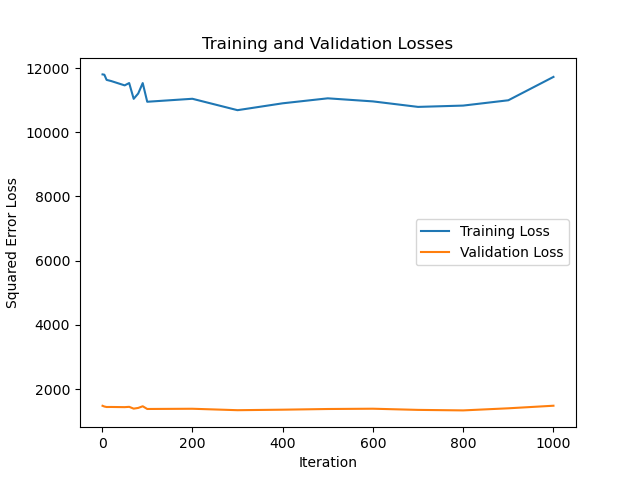 Training and Validation Losses
12000
10000
8000
6000
4000
2000
Squared Error Loss
Training Loss
Validation Loss
0 200 400 600 800 1000
Iteration